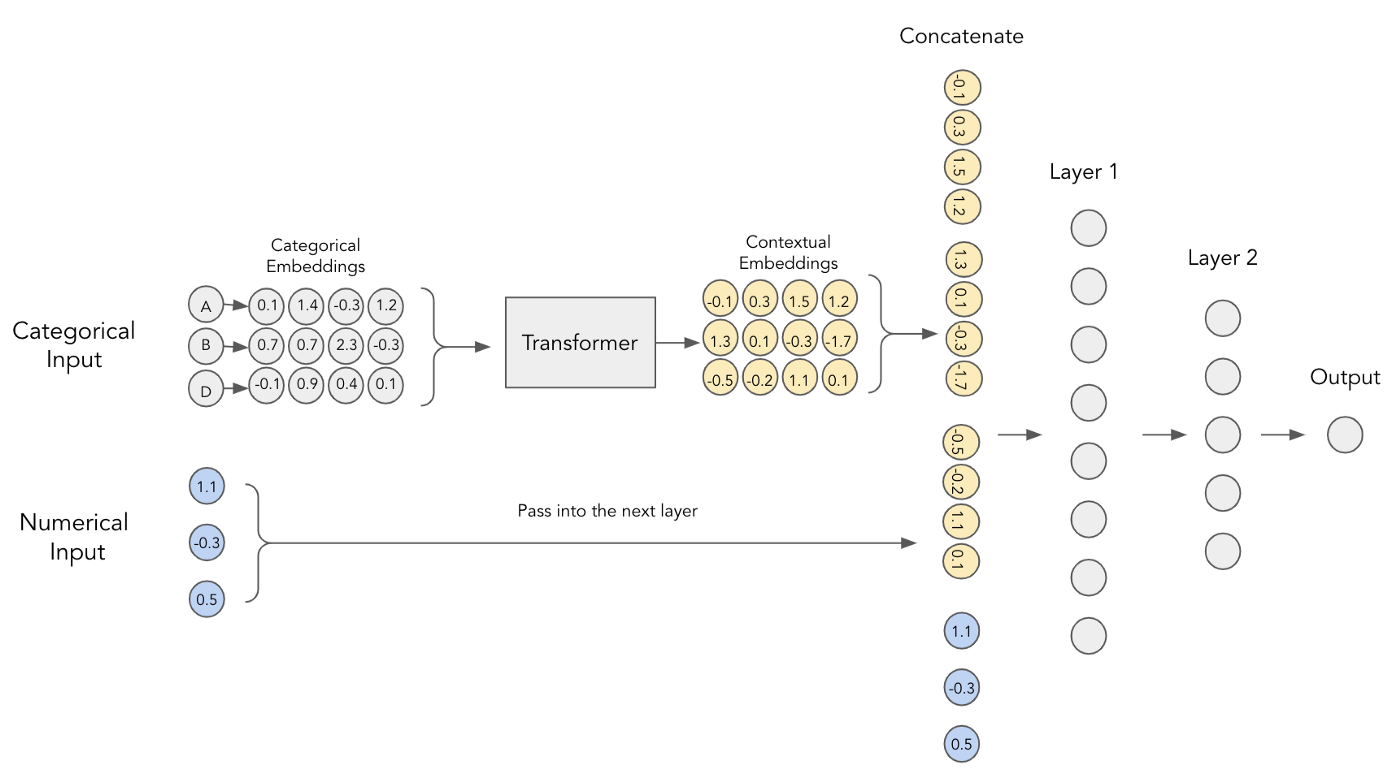 Concatenate
-0.1
0.3
1.5
1.2
1.3
0.1
-0.3
-1.7
-0.5
-0.2
1.1
0.1
1.1
-0.3
0.5
Layer 1
Layer 2
Output
Categorical
Embeddings
Contextual
Embeddings
Categorical
Input
A 0.1 1.4 -0.3 1.2
B 0.7 0.7 2.3 -0.3
D -0.1 0.9 0.4 0.1
Transformer
-0.1 0.3 1.5 1.2
1.3 0.1 -0.3 -1.7
-0.5 -0.2 1.1 0.1
Numerical
Input
1.1
-0.3
0.5
Pass into the next layer